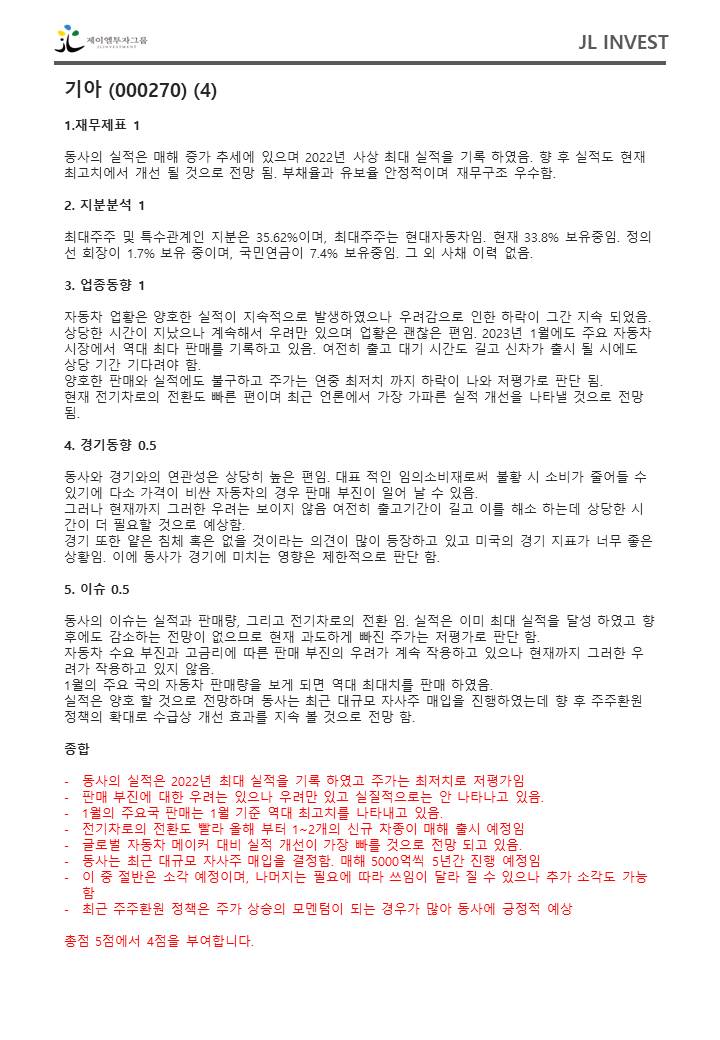 제이엘투자그룹
JLINVESTMENT
JL INVEST
기아 (000270) (4)
1.재무제표 1
동사의 실적은 매해 증가 추세에 있으며 2022년 사상 최대 실적을 기록 하였음. 향 후 실적도 현재
최고치에서 개선 될 것으로 전망 됨. 부채율과 유보율 안정적이며 재무구조 우수함.
2. 지분분석 1
최대주주 및 특수관계인 지분은 35.62%이며, 최대주주는 현대자동차임. 현재 33.8% 보유중임. 정의
선 회장이 1.7% 보유 중이며, 국민연금이 7.4% 보유중임. 그 외 사채 이력 없음.
3. 업종동향 1
자동차 업황은 양호한 실적이 지속적으로 발생하였으나 우려감으로 인한 하락이 그간 지속 되었음.
상당한 시간이 지났으나 계속해서 우려만 있으며 업황은 괜찮은 편임. 2023년 1월에도 주요 자동차
시장에서 역대 최다 판매를 기록하고 있음. 여전히 출고 대기 시간도 길고 신차가 출시 될 시에도
상당 기간 기다려야 함.
양호한 판매와 실적에도 불구하고 주가는 연중 최저치 까지 하락이 나와 저평가로 판단 됨.
현재 전기차로의 전환도 빠른 편이며 최근 언론에서 가장 가파른 실적 개선을 나타낼 것으로 전망
됨.
4. 경기동향 0.5
동사와 경기와의 연관성은 상당히 높은 편임. 대표 적인 임의소비재로써 불황 시 소비가 줄어들 수
있기에 다소 가격이 비싼 자동차의 경우 판매 부진이 일어 날 수 있음.
그러나 현재까지 그러한 우려는 보이지 않음 여전히 출고기간이 길고 이를 해소 하는데 상당한 시
간이 더 필요할 것으로 예상함.
경기 또한 얕은 침체 혹은 없을 것이라는 의견이 많이 등장하고 있고 미국의 경기 지표가 너무 좋은
상황임. 이에 동사가 경기에 미치는 영향은 제한적으로 판단 함.
5. 이슈 0.5
동사의 이슈는 실적과 판매량, 그리고 전기차로의 전환 임. 실적은 이미 최대 실적을 달성 하였고 향
후에도 감소하는 전망이 없으므로 현재 과도하게 빠진 주가는 저평가로 판단 함.
자동차 수요 부진과 고금리에 따른 판매 부진의 우려가 계속 작용하고 있으나 현재까지 그러한 우
려가 작용하고 있지 않음.
1월의 주요 국의 자동차 판매량을 보게 되면 역대 최대치를 판매 하였음.
실적은 양호 할 것으로 전망하며 동사는 최근 대규모 자사주 매입을 진행하였는데 향 후 주주환원
정책의 확대로 수급상 개선 효과를 지속 볼 것으로 전망 함.
종합
- 동사의 실적은 2022년 최대 실적을 기록 하였고 주가는 최저치로 저평가임
- 판매 부진에 대한 우려는 있으나 우려만 있고 실질적으로는 안 나타나고 있음.
- 1월의 주요국 판매는 1월 기준 역대 최고치를 나타내고 있음.
- 전기차로의 전환도 빨라 올해 부터 1~2개의 신규 차종이 매해 출시 예정임
- 글로벌 자동차 메이커 대비 실적 개선이 가장 빠를 것으로 전망 되고 있음.
- 동사는 최근 대규모 자사주 매입을 결정함. 매해 5000억씩 5년간 진행 예정임
- 이 중 절반은 소각 예정이며, 나머지는 필요에 따라 쓰임이 달라 질 수 있으나 추가 소각도 가능
함
- 최근 주주환원 정책은 주가 상승의 모멘텀이 되는 경우가 많아 동사에 긍정적 예상
총점 5점에서 4점을 부여합니다.